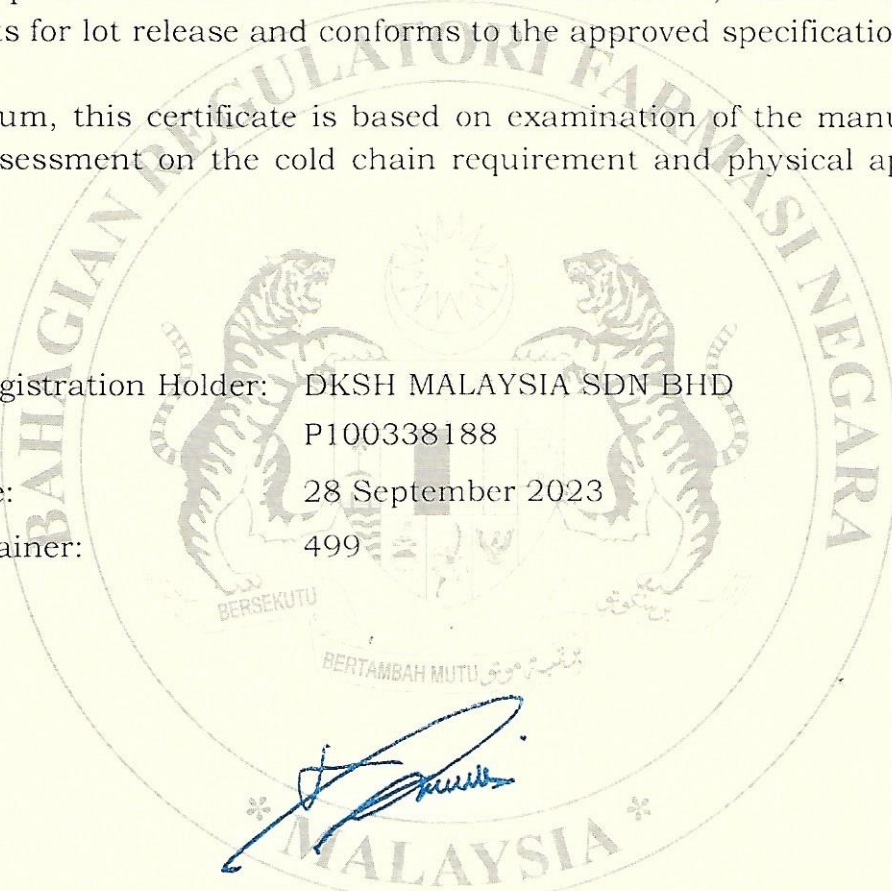 ts for lot release and conforms to the approved specificatio
um, this certificate is based on examination of the manu
sessment on the cold chain requirement and physical ap
gistration Holder: DKSH MALAYSIA SDN BHD
P100338188
e: 28 September 2023
ainer: 499
BAHAGIAN REGULATORI FARMASI NEGARA
BERSEKUTU
BERTAMBAH MUTU
* MALAYSIA *